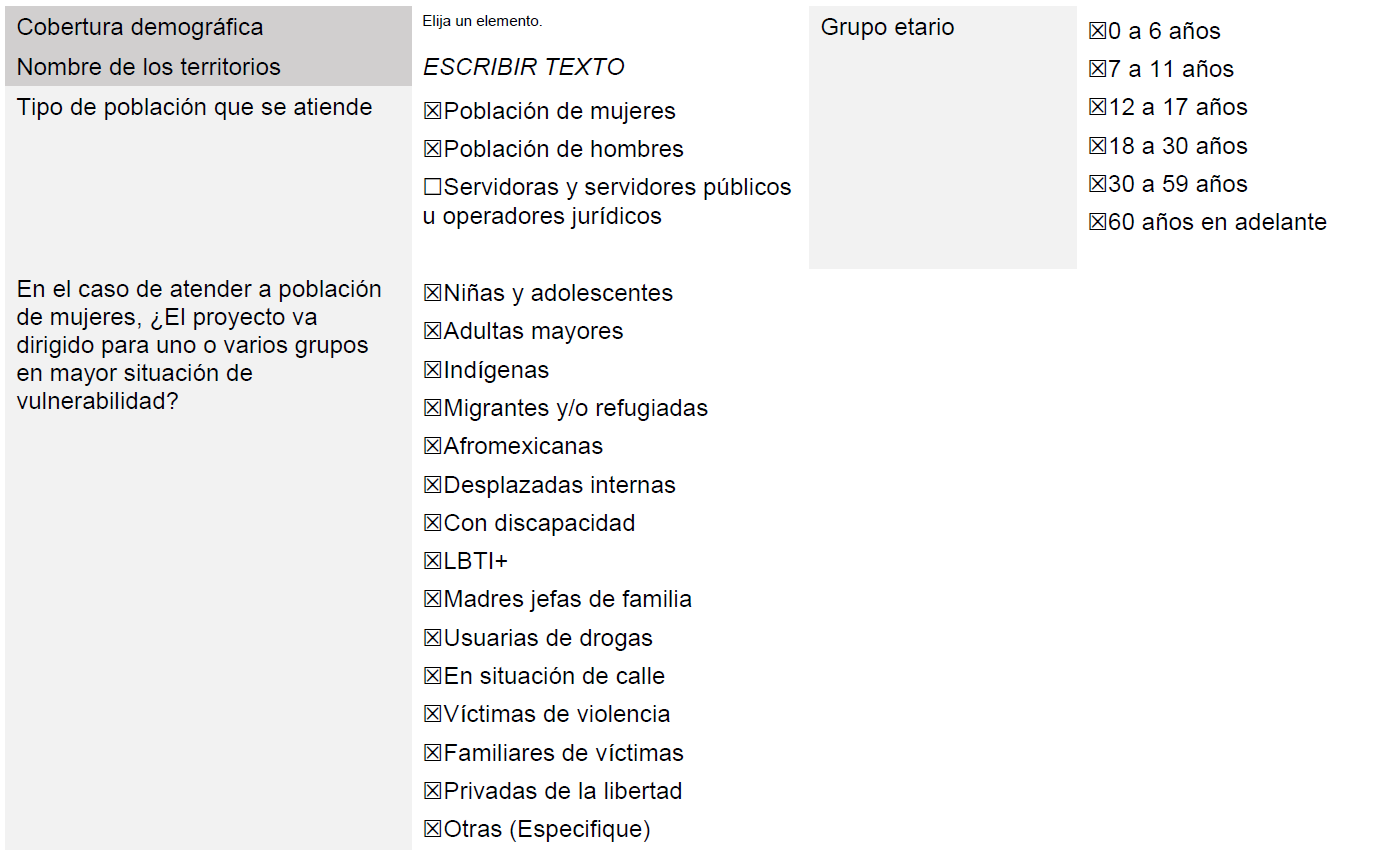 Cobertura demográfica
Elija un elemento.
Nombre de los territorios
ESCRIBIR TEXTO
Tipo de población que se atiende
☒Población de mujeres
☒Población de hombres
☐Servidoras y servidores públicos
u operadores jurídicos
Grupo etario
☒0 a 6 años
☒7 a 11 años
☒12 a 17 años
☒18 a 30 años
☒30 a 59 años
☒60 años en adelante
En el caso de atender a población
de mujeres, ¿El proyecto va
dirigido para uno o varios grupos
en mayor situación de
vulnerabilidad?
☒Niñas y adolescentes
☒Adultas mayores
☒Indígenas
☒Migrantes y/o refugiadas
☒Afromexicanas
☒Desplazadas internas
☒Con discapacidad
☒LBTI+
☒Madres jefas de familia
☒Usuarias de drogas
☒En situación de calle
☒Víctimas de violencia
☒Familiares de víctimas
☒Privadas de la libertad
☒Otras (Especifique)